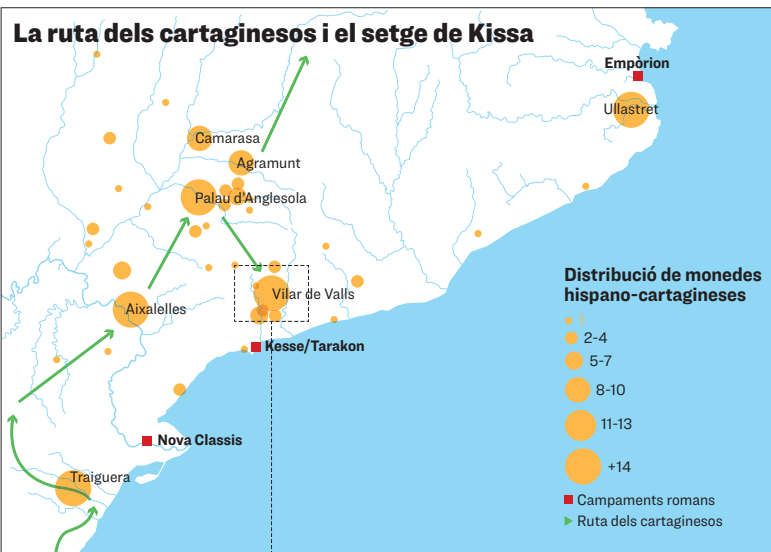 La ruta dels cartaginesos i el setge de Kissa
Empòrion
Ullastret
Camarasa
Agramunt
Palau d'Anglesola
Vilar de Valls
Aixalelles
Kesse/Tarakon
Nova Classis
Traiguera
Distribució de monedes
hispano-cartagineses
1
2-4
5-7
8-10
11-13
+14
Campaments romans
Ruta dels cartaginesos